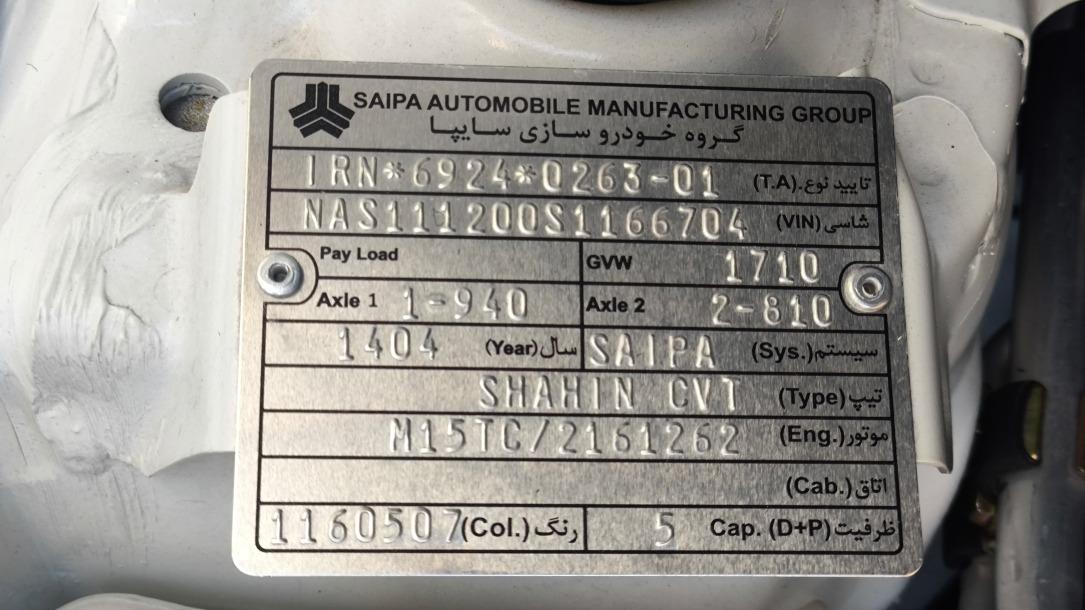 SAIPA AUTOMOBILE MANUFACTURING GROUP
گروه خودرو سازی سایپا
IRN*6924*0263-01 تایید نوع.(T.A)
NAS111200S1166704 شاسی(VIN)
Pay Load GVW 1710
Axle 1 1-940 Axle 2 2-810
1404 سال(Year) SAIPA سیستم(Sys.)
SHAHIN CVT تیپ(Type)
M15TC/2161262 موتور(Eng.)
اتاق(Cab.)
1160507 رنگ(Col.) 5 Cap. (D+P) ظرفیت